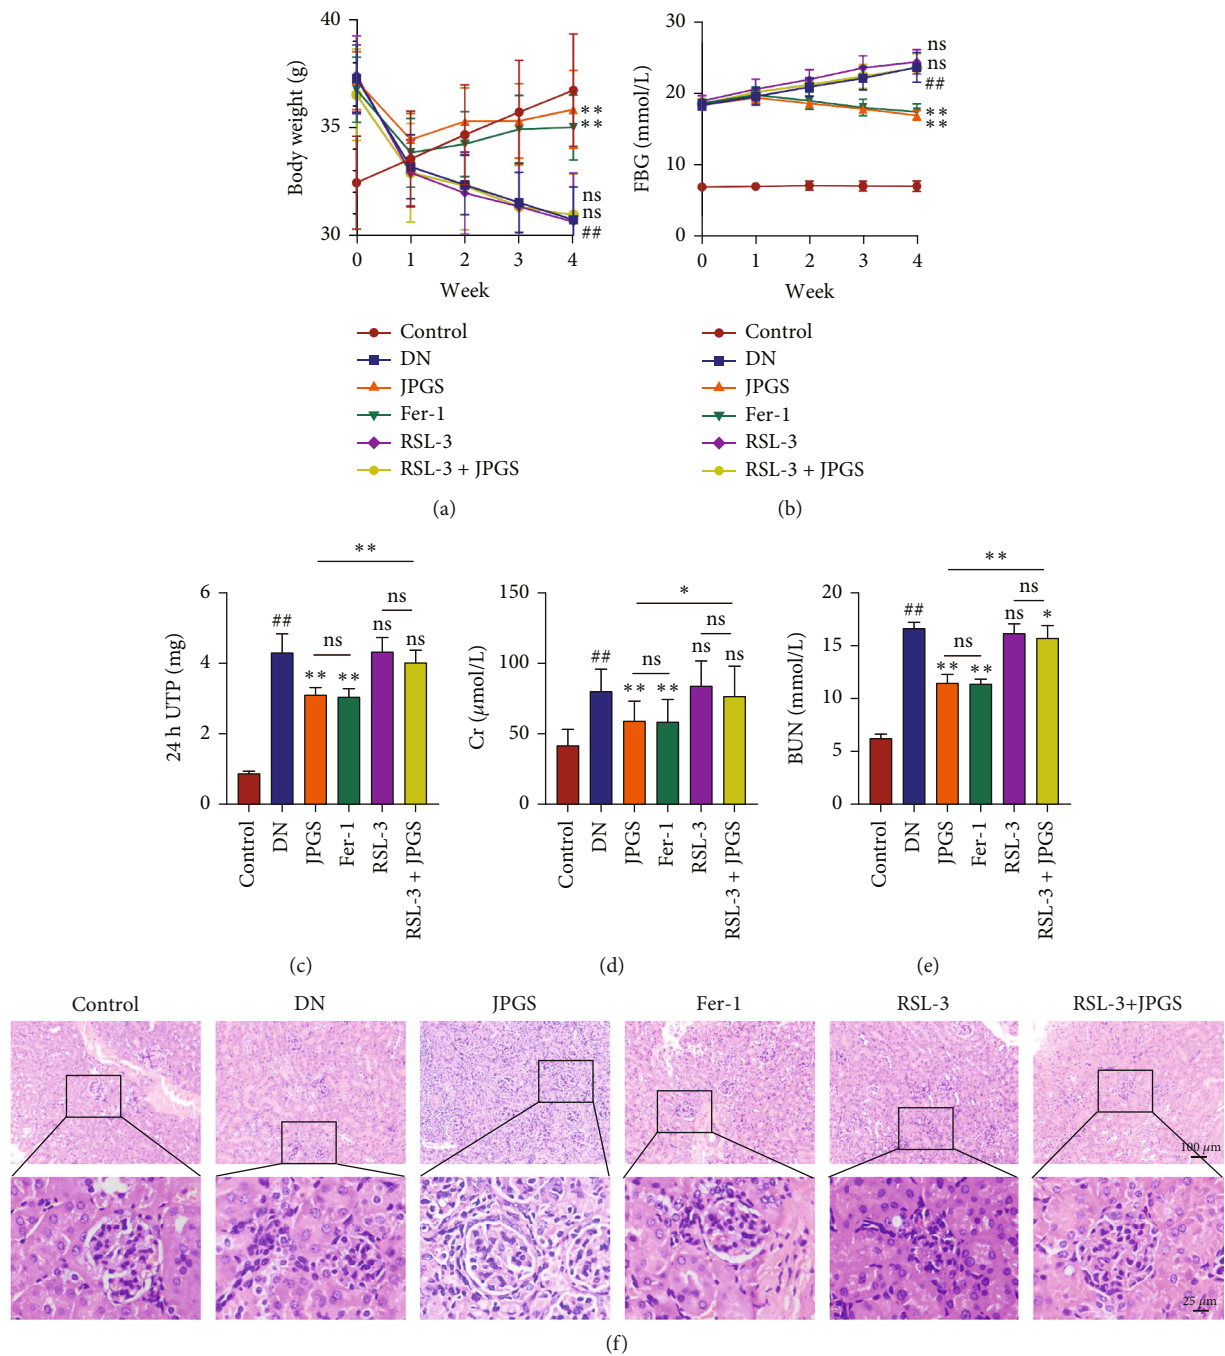 Body weight (g)
40
35
30
0 1 2 3 4
Week
**
**
ns
ns
##
Control
DN
JPGS
Fer-1
RSL-3
RSL-3 + JPGS
(a)
FBG (mmol/L)
30
20
10
0
0 1 2 3 4
Week
ns
ns
##
**
**
Control
DN
JPGS
Fer-1
RSL-3
RSL-3 + JPGS
(b)
24 h UTP (mg)
6
4
2
0
**
ns
## ns ns
ns
** **
Control DN JPGS Fer-1 RSL-3 RSL-3 + JPGS
(c)
Cr (μmol/L)
150
100
50
0
*
ns
## ns ns ns
** **
Control DN JPGS Fer-1 RSL-3 RSL-3 + JPGS
(d)
BUN (mmol/L)
20
15
10
5
0
**
ns
## ns *
ns
** **
Control DN JPGS Fer-1 RSL-3 RSL-3 + JPGS
(e)
Control DN JPGS Fer-1 RSL-3 RSL-3+JPGS
100 μm
25 μm
(f)